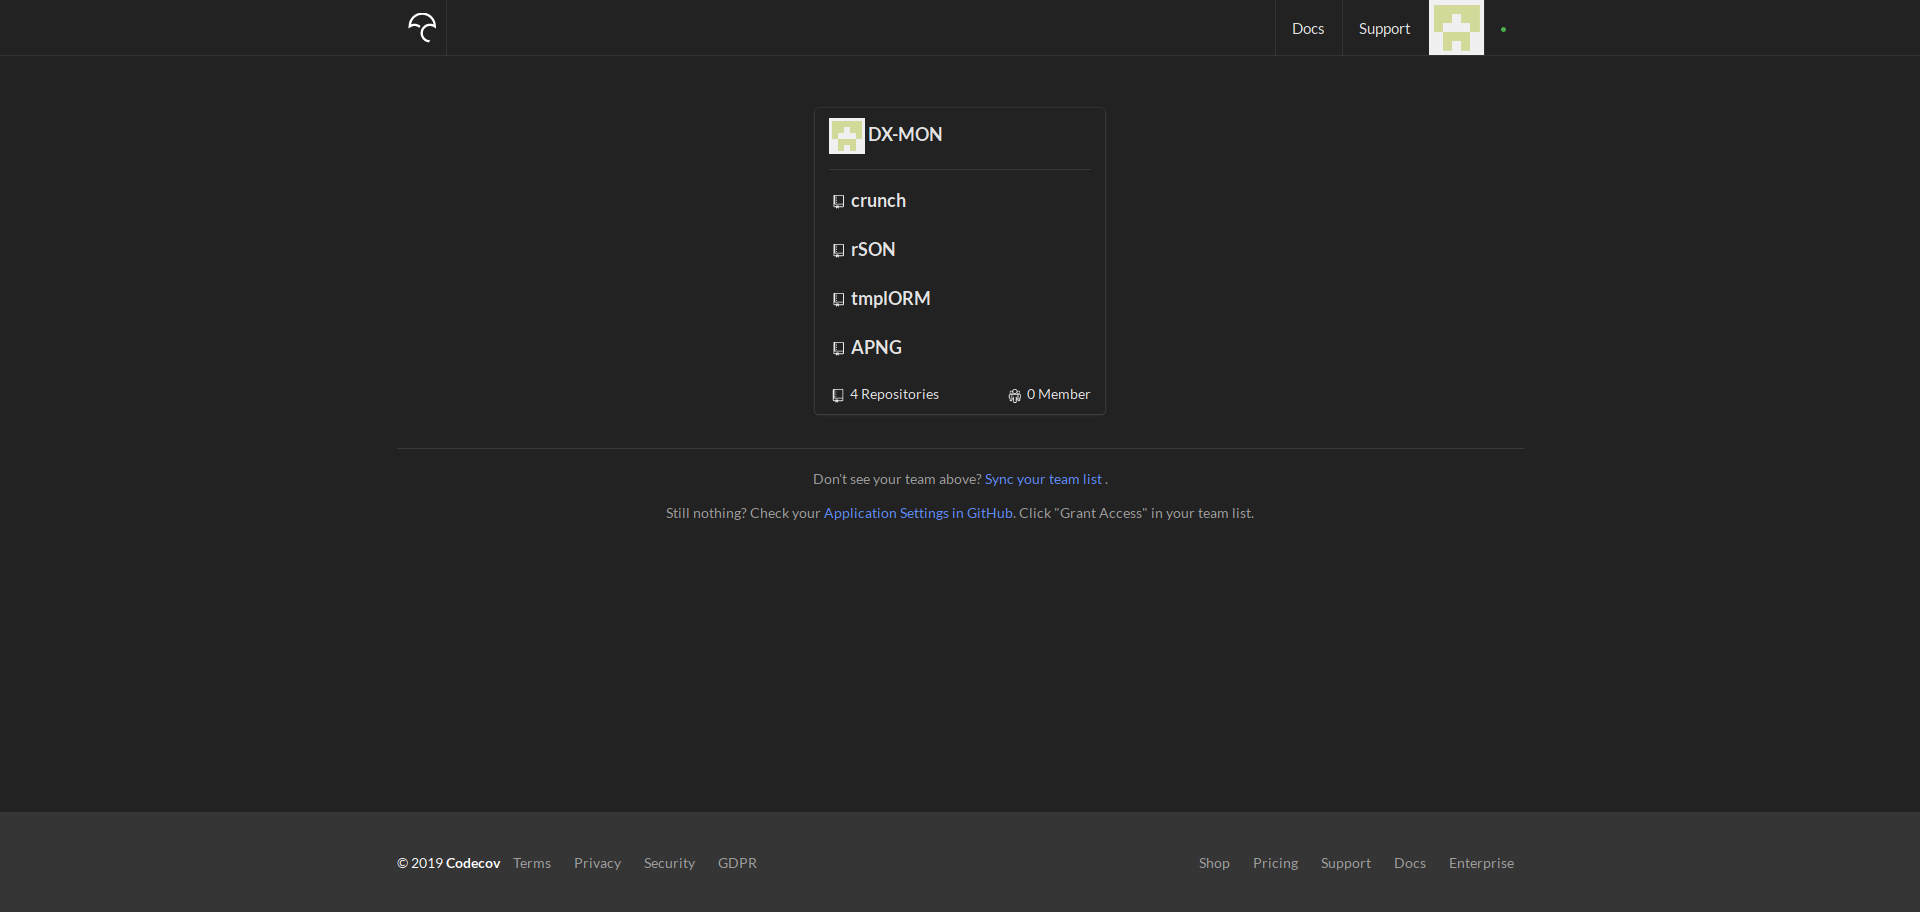 Docs
Support
DX-MON
crunch
rSON
tmplORM
APNG
4 Repositories
0 Member
Don't see your team above? Sync your team list .
Still nothing? Check your Application Settings in GitHub. Click "Grant Access" in your team list.
© 2019 Codecov Terms Privacy Security GDPR
Shop Pricing Support Docs Enterprise